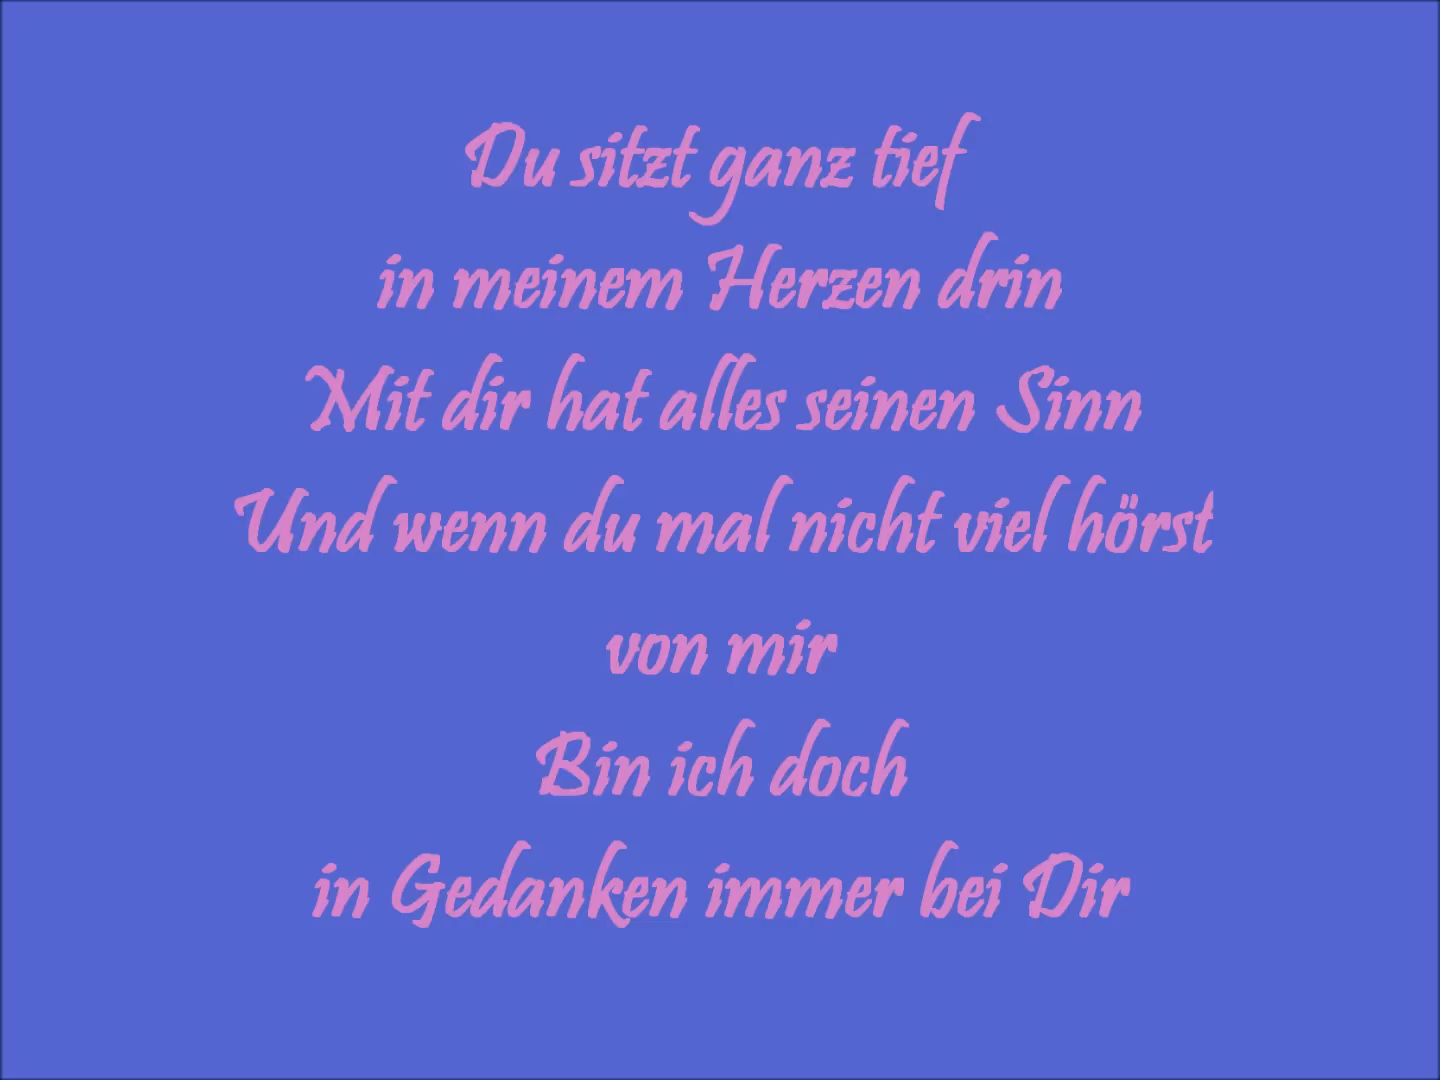 Du sitzt ganz tief
in meinem Herzen drin
Mit dir hat alles seinen Sinn
Und wenn du mal nicht viel hörst
von mir
Bin ich doch
in Gedanken immer bei Dir